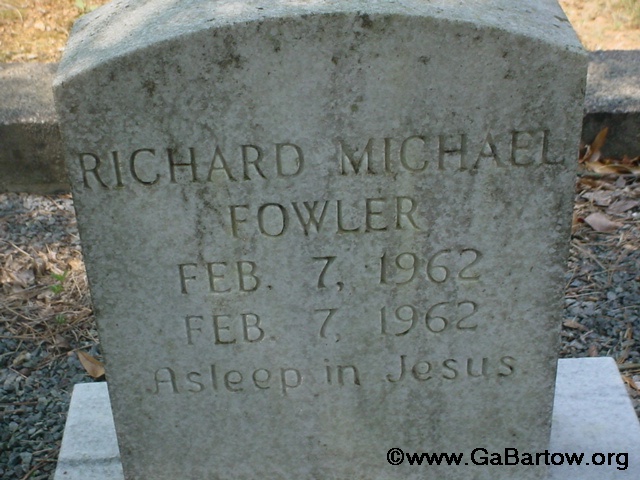 RICHARD MICHAEL
FOWLER
FEB. 7, 1962
FEB. 7, 1962
Asleep in Jesus
©www.GaBartow.org